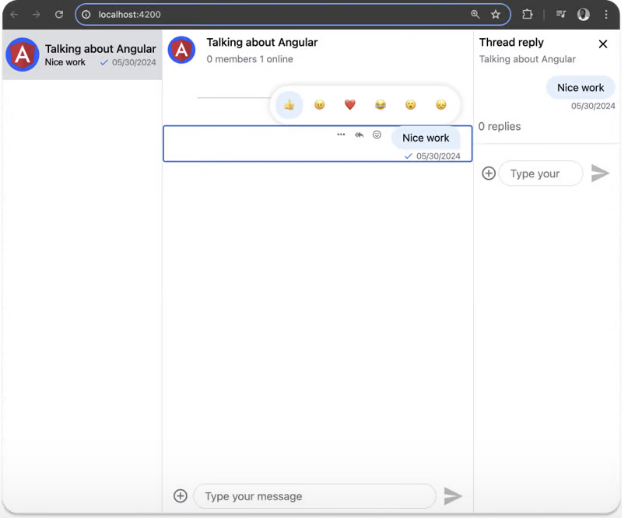 localhost:4200
Talking about Angular
Nice work 05/30/2024
Talking about Angular
0 members 1 online
Nice work
05/30/2024
Type your message
Thread reply
Talking about Angular
Nice work
05/30/2024
0 replies
Type your